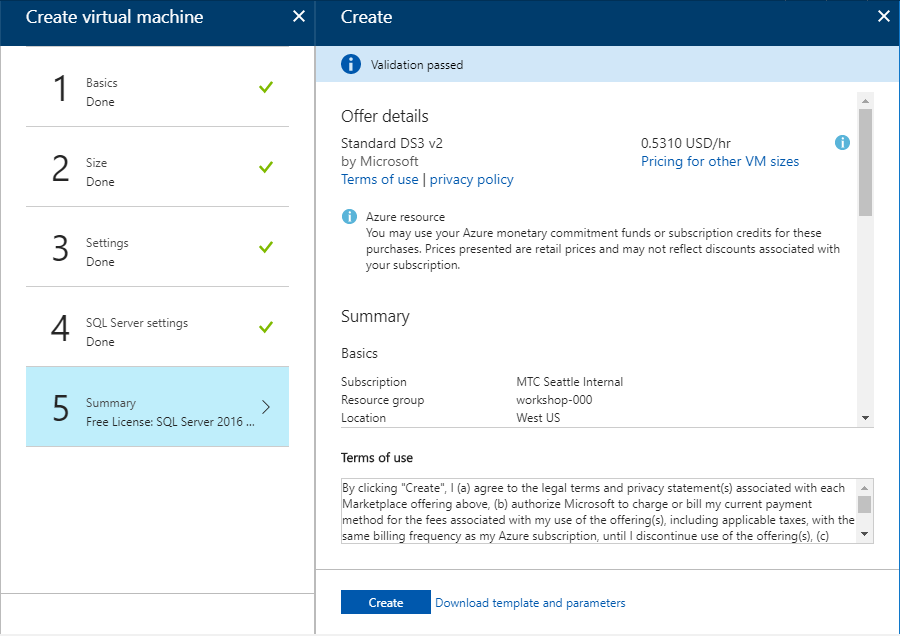 Create virtual machine
1
Basics
Done
2
Size
Done
3
Settings
Done
4
SQL Server settings
Done
5
Summary
Free License: SQL Server 2016 ...
Create
Validation passed
Offer details
Standard DS3 v2
by Microsoft
Terms of use | privacy policy
0.5310 USD/hr
Pricing for other VM sizes
Azure resource
You may use your Azure monetary commitment funds or subscription credits for these
purchases. Prices presented are retail prices and may not reflect discounts associated with
your subscription.
Summary
Basics
Subscription MTC Seattle Internal
Resource group workshop-000
Location West US
Terms of use
By clicking "Create", I (a) agree to the legal terms and privacy statement(s) associated with each
Marketplace offering above, (b) authorize Microsoft to charge or bill my current payment
method for the fees associated with my use of the offering(s), including applicable taxes, with the
same billing frequency as my Azure subscription, until I discontinue use of the offering(s), (c)
Create
Download template and parameters